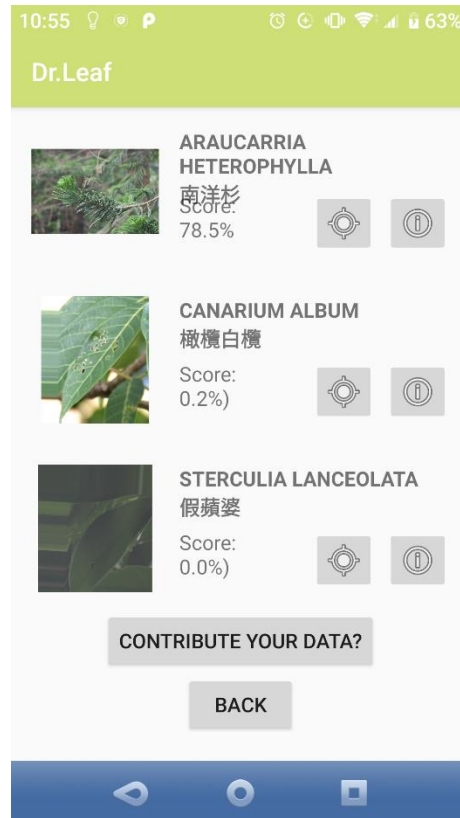 10:55 63%
Dr.Leaf
ARAUCARRIA
HETEROPHYLLA
南洋杉
Score:
78.5%
CANARIUM ALBUM
橄欖白欖
Score:
0.2%)
STERCULIA LANCEOLATA
假蘋婆
Score:
0.0%)
CONTRIBUTE YOUR DATA?
BACK